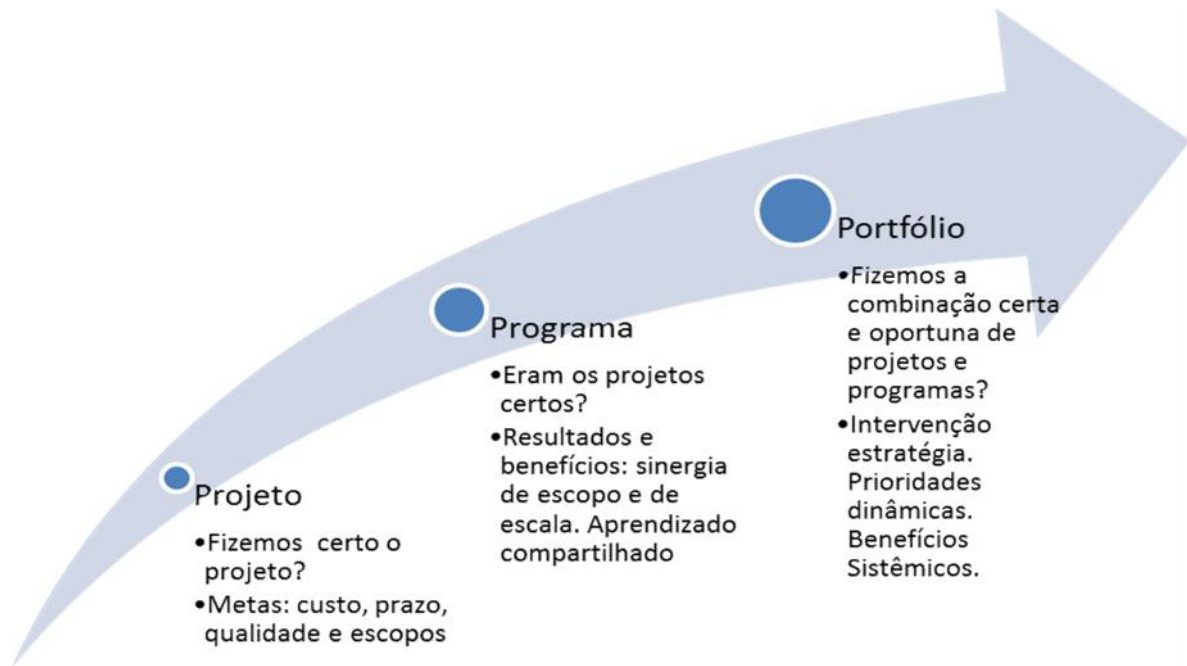 Projeto
•Fizemos certo o
projeto?
•Metas: custo, prazo,
qualidade e escopos
Programa
•Eram os projetos
certos?
•Resultados e
benefícios: sinergia
de escopo e de
escala. Aprendizado
compartilhado
Portfólio
•Fizemos a
combinação certa
e oportuna de
projetos e
programas?
•Intervenção
estratégia.
Prioridades
dinâmicas.
Benefícios
Sistêmicos.